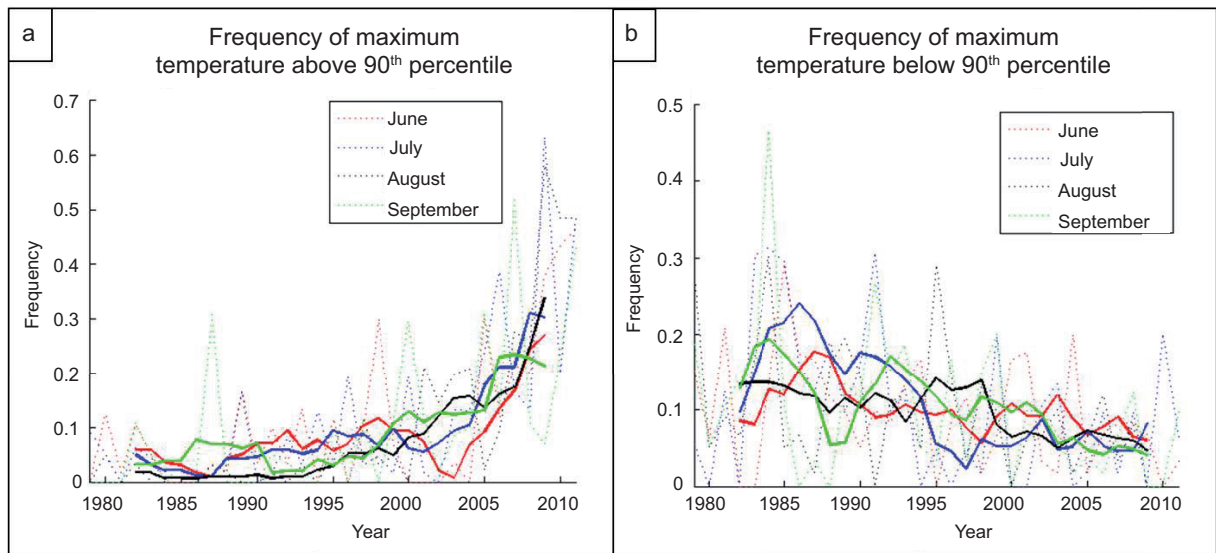 a
Frequency of maximum
temperature above 90th percentile
0.7
0.6
0.5
0.4
0.3
0.2
0.1
0
Frequency
June
July
August
September
1980 1985 1990 1995 2000 2005 2010
Year
b
Frequency of maximum
temperature below 90th percentile
0.5
0.4
0.3
0.2
0.1
0
Frequency
June
July
August
September
1980 1985 1990 1995 2000 2005 2010
Year